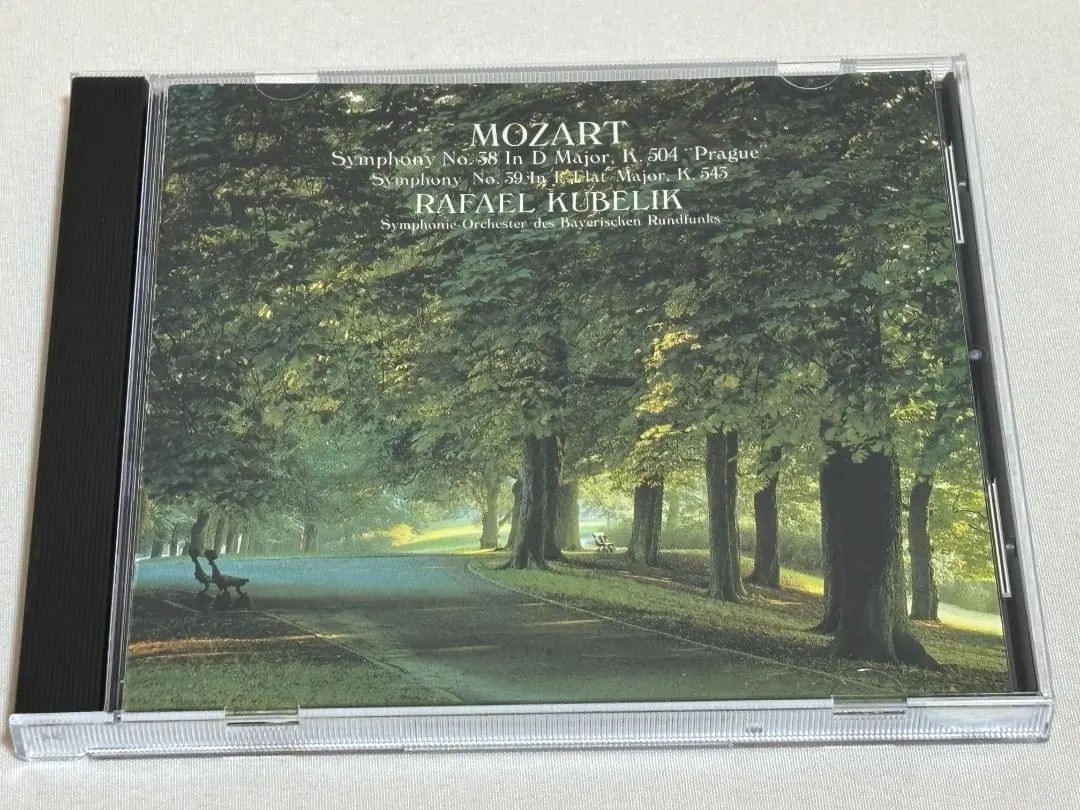 MOZART
Symphony No. 38 In D Major, K. 504 "Prague"
Symphony No. 39 In E Flat Major, K. 543
RAFAEL KUBELIK
Symphonie-Orchester des Bayerischen Rundfunks